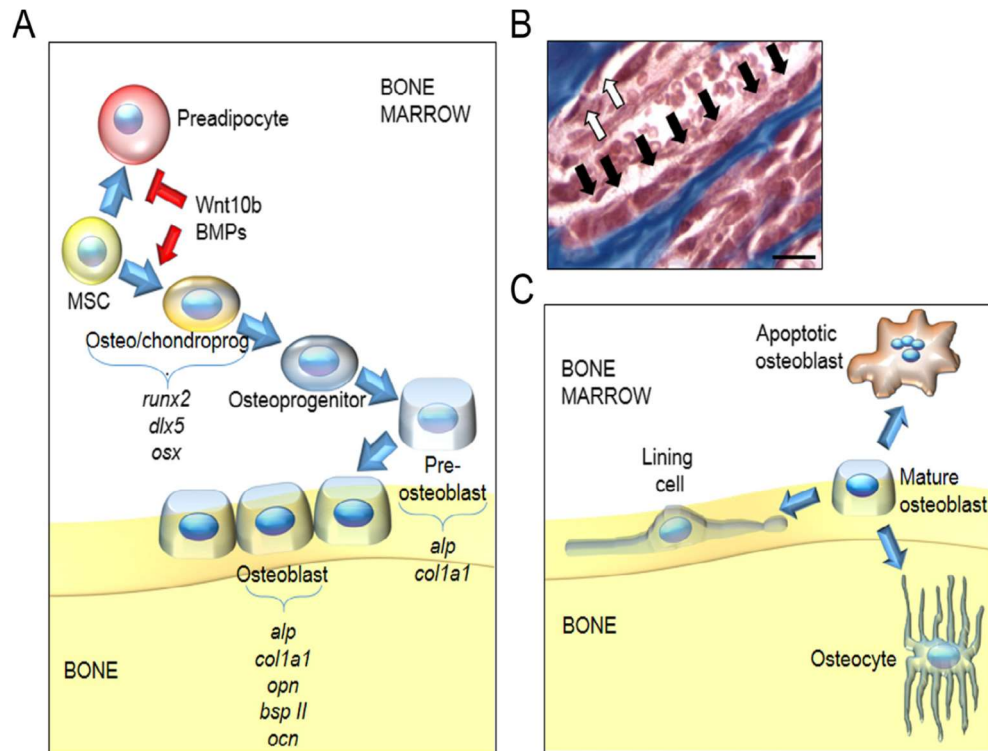 A
BONE
MARROW
Preadipocyte
Wnt10b
BMPs
MSC
Osteo/chondroprog
runx2
dlx5
osx
Osteoprogenitor
Pre-
osteoblast
alp
col1a1
Osteoblast
alp
col1a1
opn
bsp II
ocn
BONE
B
C
BONE
MARROW
Apoptotic
osteoblast
Lining
cell
Mature
osteoblast
BONE
Osteocyte